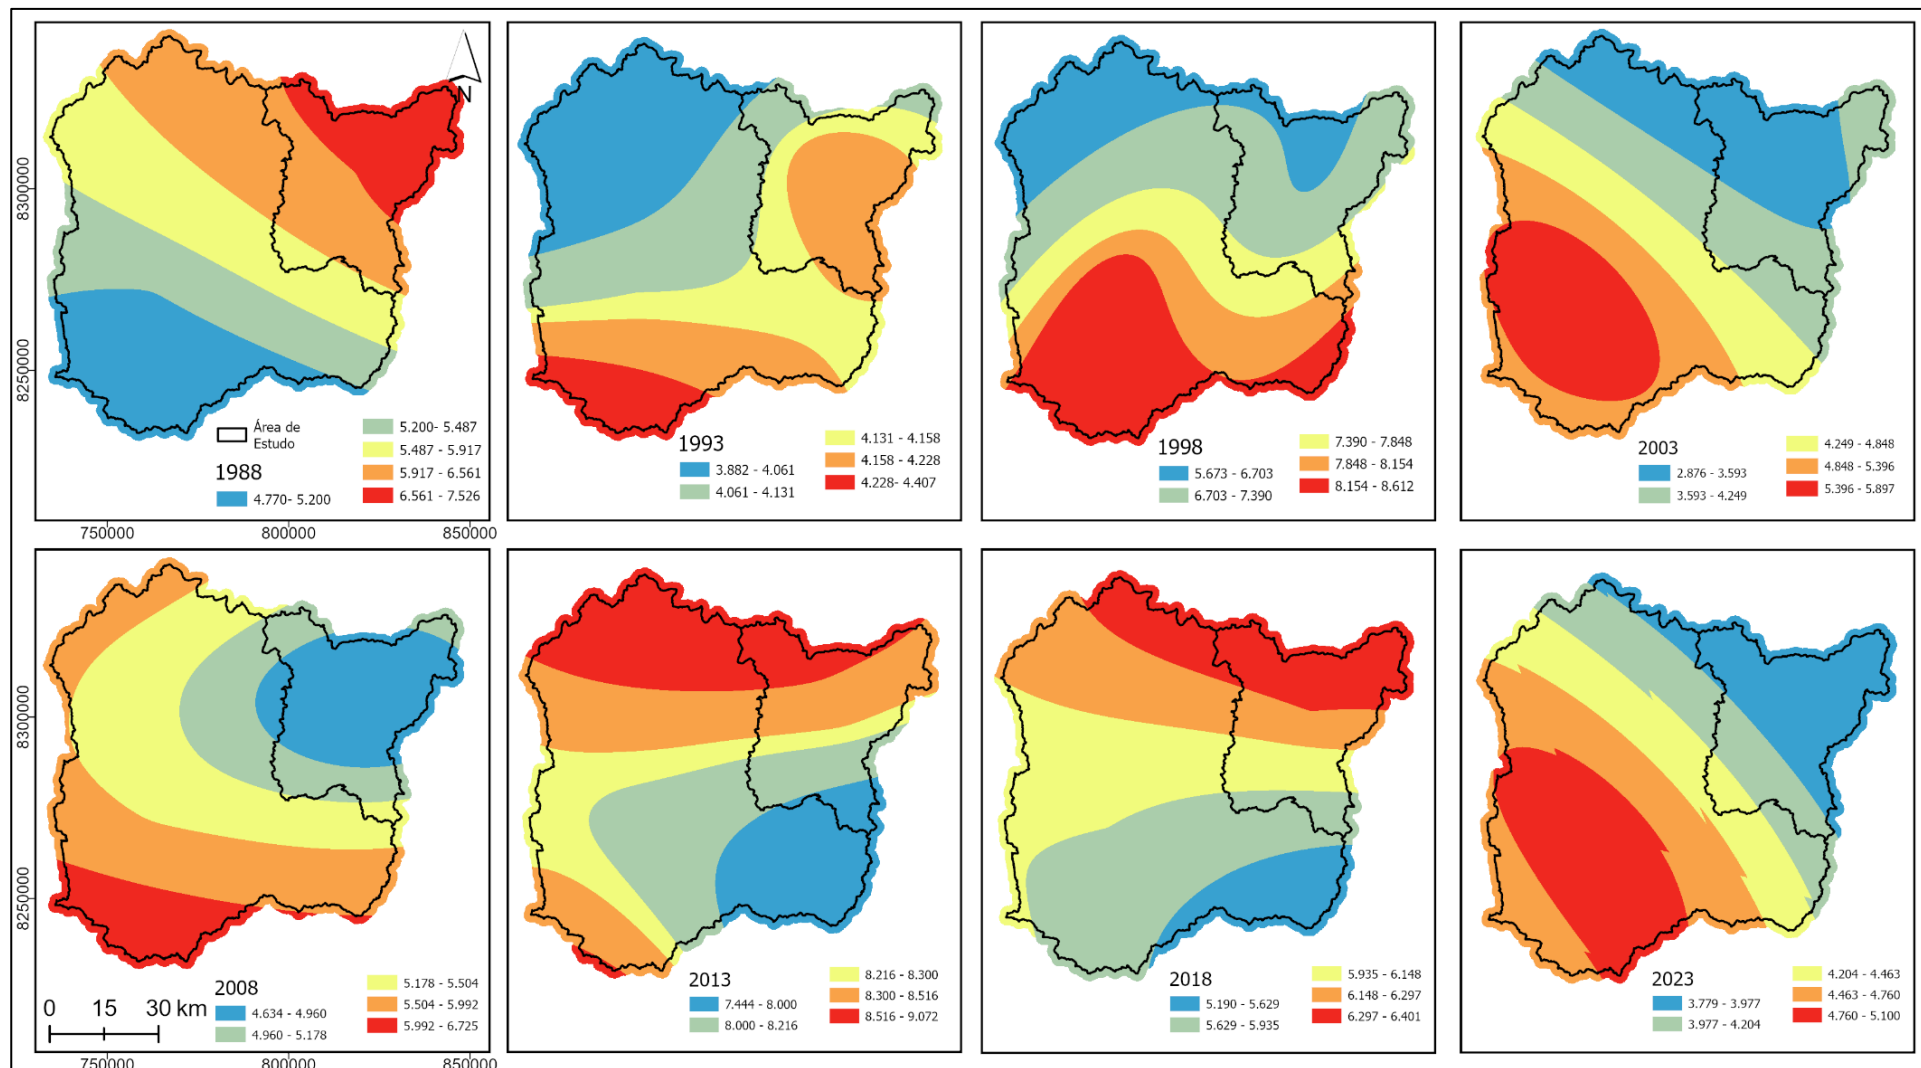 N
8300000
8250000
Área de
Estudo
1988
4.770- 5.200
5.200- 5.487
5.487 - 5.917
5.917 - 6.561
6.561 - 7.526
750000
800000
850000
1993
3.882 - 4.061
4.061 - 4.131
4.131 - 4.158
4.158 - 4.228
4.228- 4.407
1998
5.673 - 6.703
6.703 - 7.390
7.390 - 7.848
7.848 - 8.154
8.154 - 8.612
2003
2.876 - 3.593
3.593 - 4.249
4.249 - 4.848
4.848 - 5.396
5.396 - 5.897
8300000
8250000
0 15 30 km
2008
4.634 - 4.960
4.960 - 5.178
5.178 - 5.504
5.504 - 5.992
5.992 - 6.725
750000
800000
850000
2013
7.444 - 8.000
8.000 - 8.216
8.216 - 8.300
8.300 - 8.516
8.516 - 9.072
2018
5.190 - 5.629
5.629 - 5.935
5.935 - 6.148
6.148 - 6.297
6.297 - 6.401
2023
3.779 - 3.977
3.977 - 4.204
4.204 - 4.463
4.463 - 4.760
4.760 - 5.100